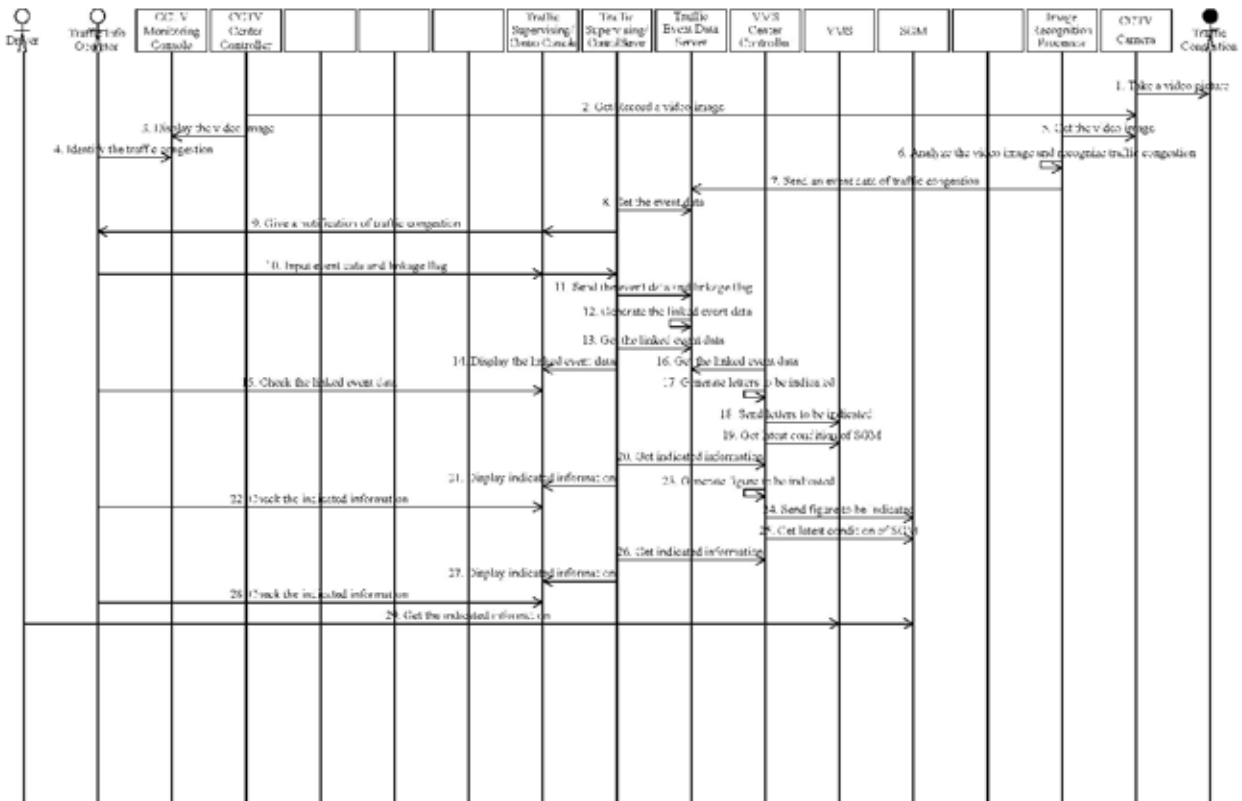 Driver
Traffic Info
Operator
CCTV
Monitoring
Console
CCTV
Center
Controller
Traffic
Supervising/
Center Console
Traffic
Supervising/
Traffic
Event Data
Server
VMS
Center
Controller
VMS
SGM
Image
Recognition
Processor
CCTV
Camera
Traffic
Congestion
1. Take a video picture
2. Get/Record a video image
3. Display the video image
5. Get the video image
4. Identify the traffic congestion
6. Analyze the video image and recognize traffic congestion
7. Send an event data of traffic congestion
8. Get the event data
9. Give a notification of traffic congestion
10. Input event data and linkage flag
11. Send the event data and linkage flag
12. Generate the linked event data
13. Get the linked event data
14. Display the linked event data
16. Get the linked event data
15. Check the linked event data
17. Generate letters to be indicated
18. Send letters to be indicated
19. Get latest condition of SGM
20. Get indicated information
21. Display indicated information
23. Generate figure to be indicated
22. Check the indicated information
24. Send figure to be indicated
25. Get latest condition of SGM
26. Get indicated information
27. Display indicated information
28. Check the indicated information
29. Get the indicated information